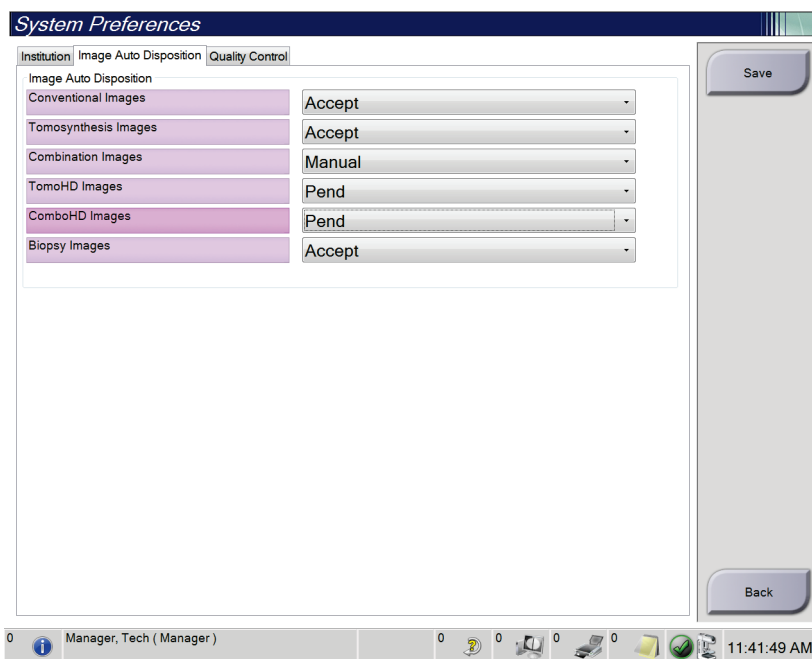 System Preferences
Institution Image Auto Disposition Quality Control
Image Auto Disposition
Conventional Images Accept
Tomosynthesis Images Accept
Combination Images Manual
TomoHD Images Pend
ComboHD Images Pend
Biopsy Images Accept
Save
Back
0 Manager, Tech ( Manager ) 0 0 0 0 11:41:49 AM